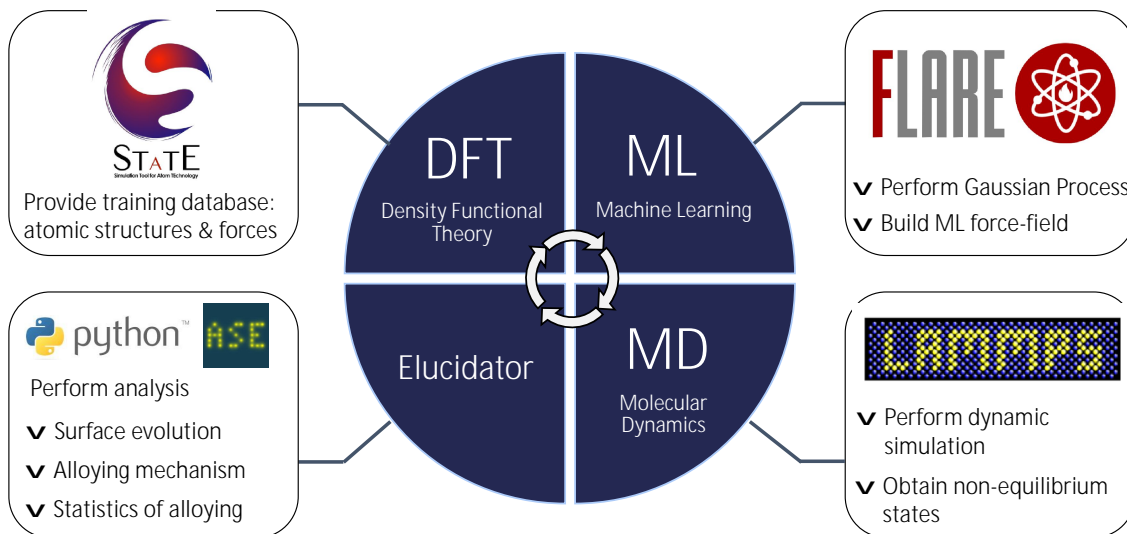 STATE
Simulation Tool for Atom Technology
Provide training database:
atomic structures & forces
DFT
Density Functional
Theory
ML
Machine Learning
FLARE
v Perform Gaussian Process
v Build ML force-field
python™
ASE
Perform analysis
v Surface evolution
v Alloying mechanism
v Statistics of alloying
Elucidator
MD
Molecular
Dynamics
LAMMPS
v Perform dynamic
simulation
v Obtain non-equilibrium
states